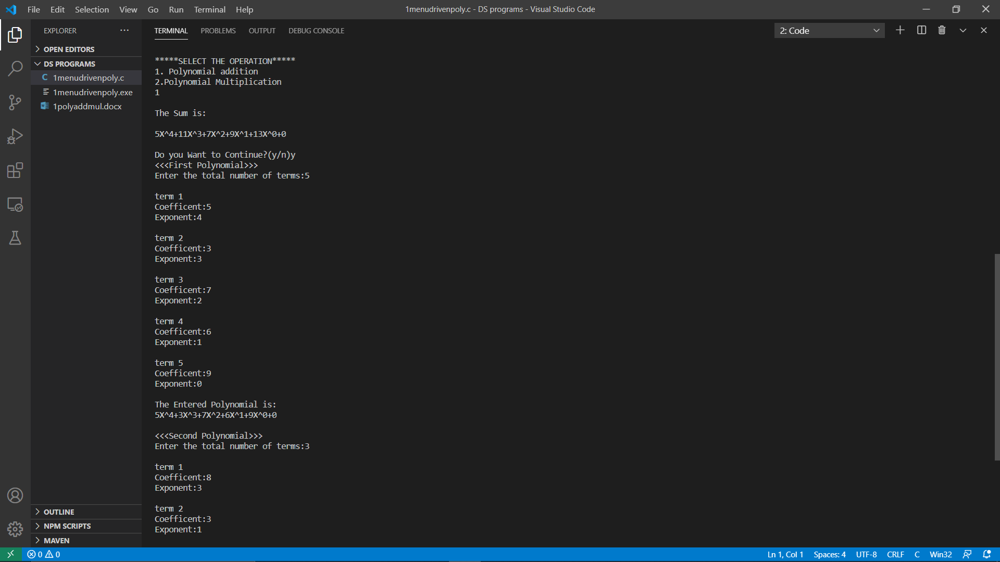 File Edit Selection View Go Run Terminal Help
1menudrivenpoly.c - DS programs - Visual Studio Code
EXPLORER
OPEN EDITORS
DS PROGRAMS
C 1menudrivenpoly.c
1menudrivenpoly.exe
1polyaddmul.docx
OUTLINE
NPM SCRIPTS
MAVEN
TERMINAL PROBLEMS OUTPUT DEBUG CONSOLE
2: Code
*****SELECT THE OPERATION*****
1. Polynomial addition
2.Polynomial Multiplication
1
The Sum is:
5X^4+11X^3+7X^2+9X^1+13X^0+0
Do you Want to Continue?(y/n)y
<<<First Polynomial>>>
Enter the total number of terms:5
term 1
Coefficent:5
Exponent:4
term 2
Coefficent:3
Exponent:3
term 3
Coefficent:7
Exponent:2
term 4
Coefficent:6
Exponent:1
term 5
Coefficent:9
Exponent:0
The Entered Polynomial is:
5X^4+3X^3+7X^2+6X^1+9X^0+0
<<<Second Polynomial>>>
Enter the total number of terms:3
term 1
Coefficent:8
Exponent:3
term 2
Coefficent:3
Exponent:1
0 0
Ln 1, Col 1 Spaces: 4 UTF-8 CRLF C Win32